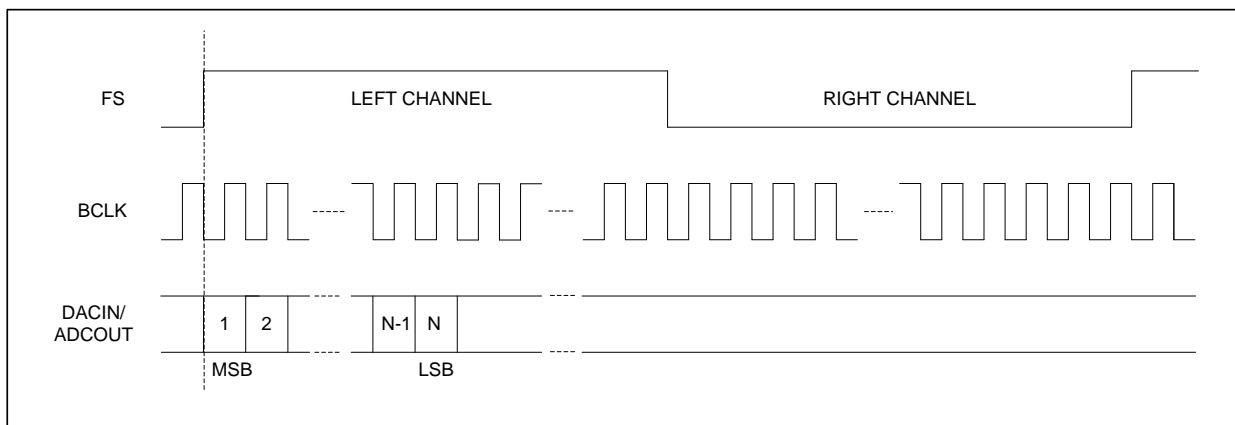 FS
LEFT CHANNEL
RIGHT CHANNEL
BCLK
DACIN/
ADCOUT
1
2
N-1
N
MSB
LSB